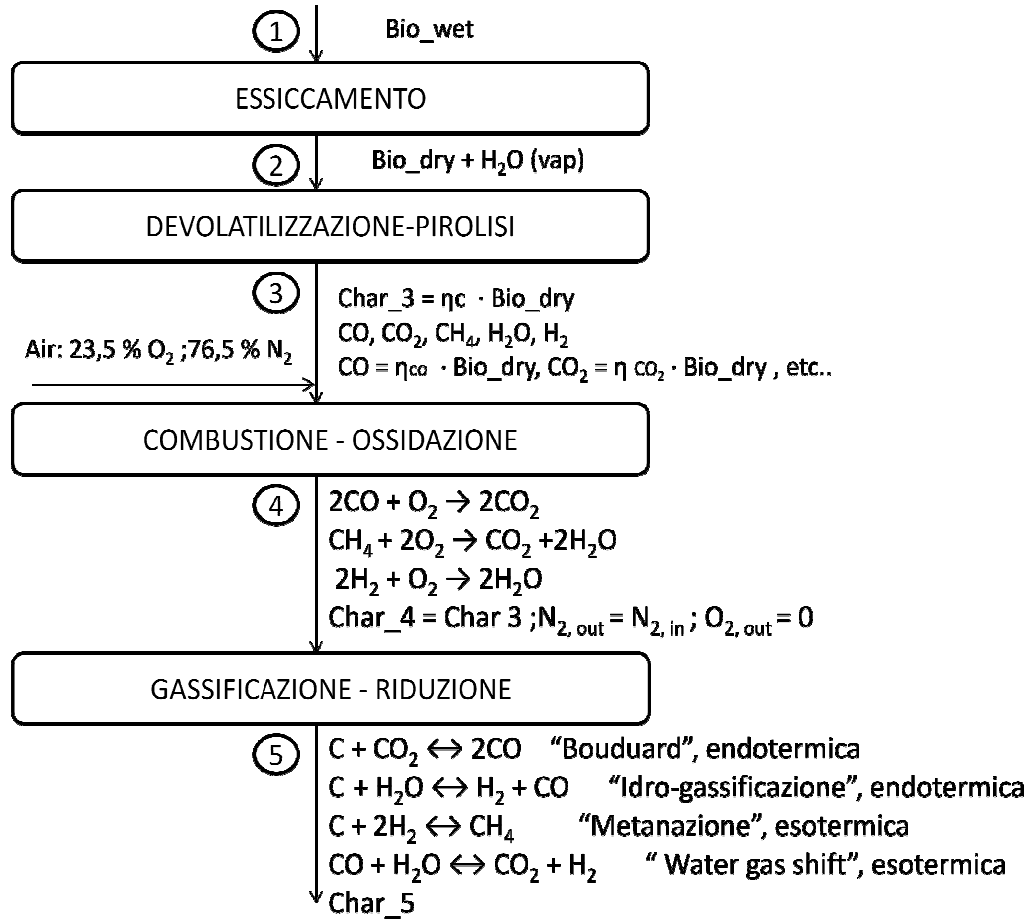 1 Bio_wet
ESSICCAMENTO
2 Bio_dry + H₂O (vap)
DEVOLATILIZZAZIONE-PIROLISI
3
Char_3 = ηc · Bio_dry
CO, CO₂, CH₄, H₂O, H₂
Air: 23,5 % O₂ ;76,5 % N₂
CO = ηco · Bio_dry, CO₂ = η co₂ · Bio_dry , etc..
COMBUSTIONE - OSSIDAZIONE
4 2CO + O₂ → 2CO₂
CH₄ + 2O₂ → CO₂ +2H₂O
2H₂ + O₂ → 2H₂O
Char_4 = Char 3 ;N₂, out = N₂, in ; O₂, out = 0
GASSIFICAZIONE - RIDUZIONE
5 C + CO₂ ↔ 2CO “Bouduard”, endotermica
C + H₂O ↔ H₂ + CO “Idro-gassificazione”, endotermica
C + 2H₂ ↔ CH₄ “Metanazione”, esotermica
CO + H₂O ↔ CO₂ + H₂ “ Water gas shift”, esotermica
Char_5